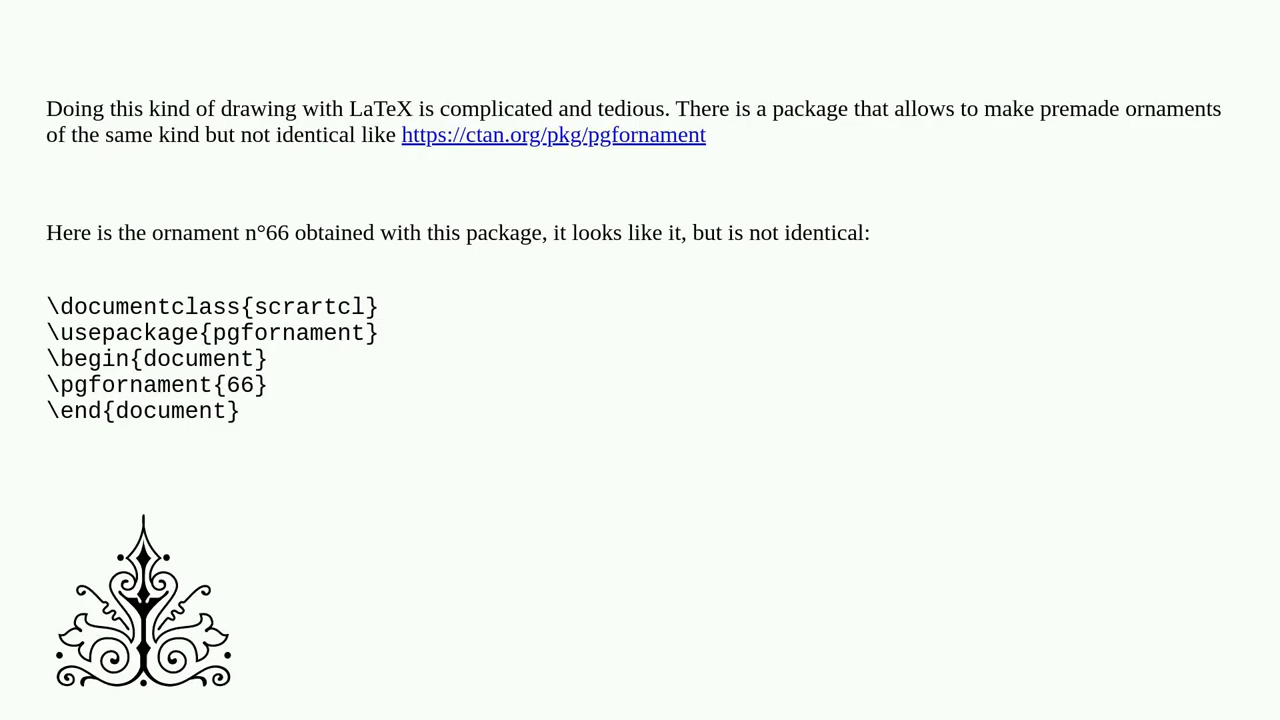 Doing this kind of drawing with LaTeX is complicated and tedious. There is a package that allows to make premade ornaments
of the same kind but not identical like https://ctan.org/pkg/pgfornament
Here is the ornament n°66 obtained with this package, it looks like it, but is not identical:
\documentclass{scrartcl}
\usepackage{pgfornament}
\begin{document}
\pgfornament{66}
\end{document}